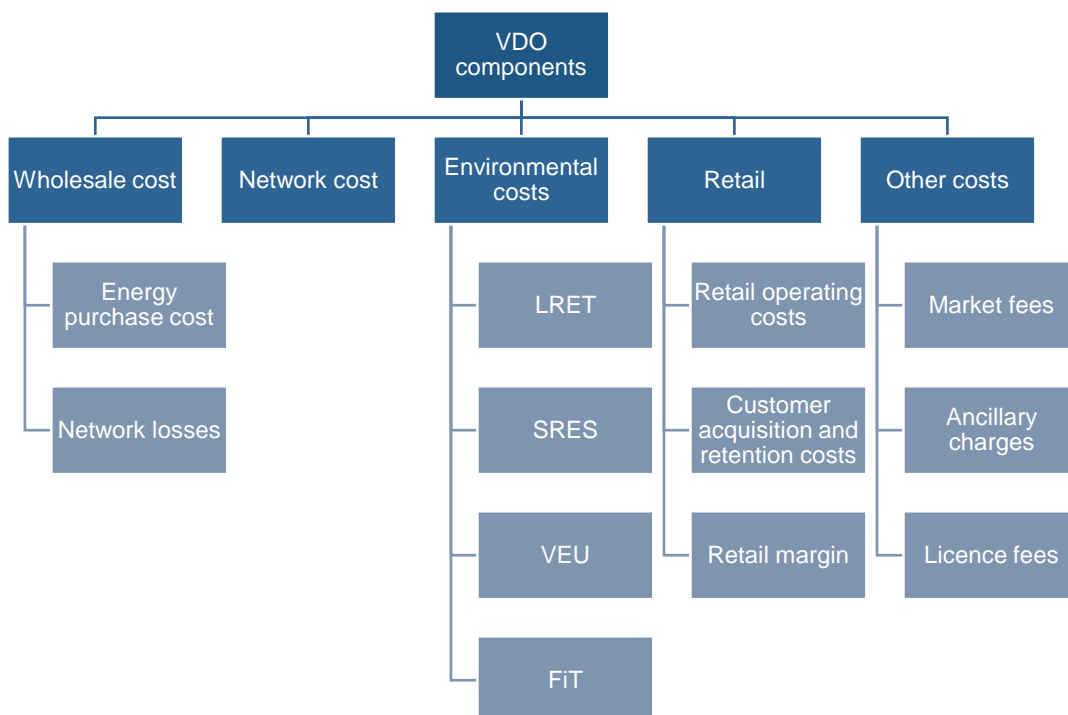 VDO
components
Wholesale cost
Network cost
Environmental
costs
Retail
Other costs
Energy
purchase cost
LRET
Retail operating
costs
Market fees
Network losses
SRES
Customer
acquisition and
retention costs
Ancillary
charges
VEU
Retail margin
Licence fees
FiT